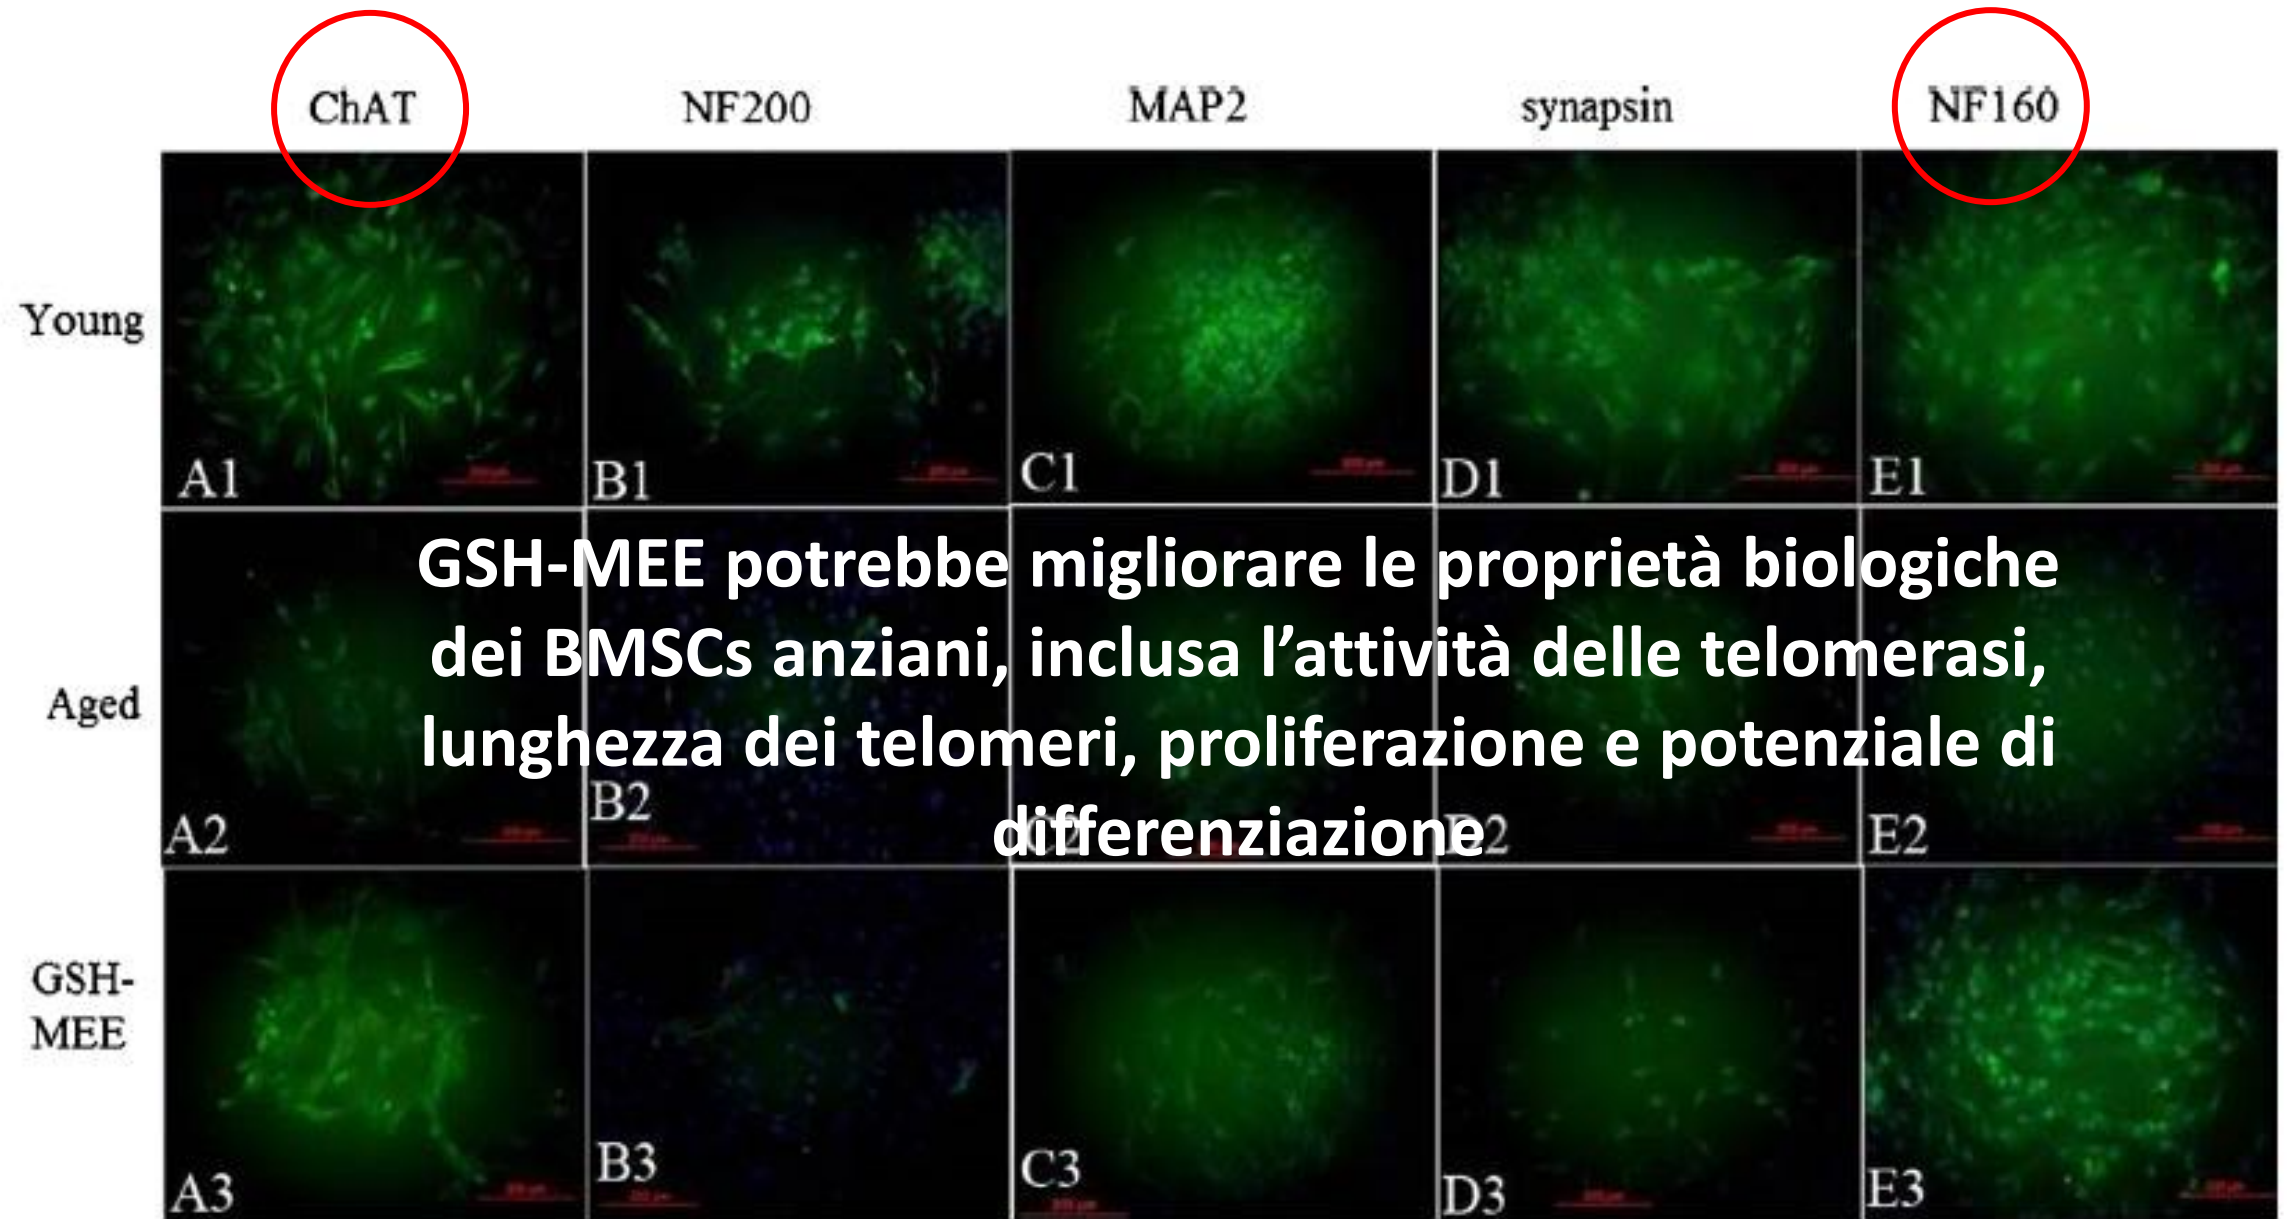 ChAT NF200 MAP2 synapsin NF160
Young
A1 B1 C1 D1 E1
GSH-MEE potrebbe migliorare le proprietà biologiche
dei BMSCs anziani, inclusa l’attività delle telomerasi,
Aged
lunghezza dei telomeri, proliferazione e potenziale di
differenziazione
A2 B2 C2 D2 E2
GSH-
MEE
A3 B3 C3 D3 E3